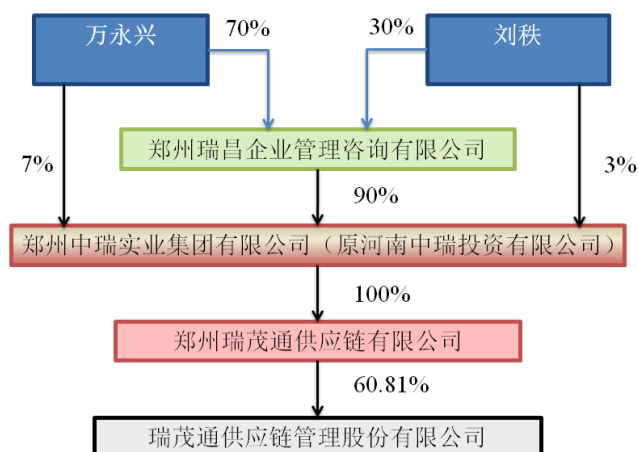 万永兴
70%
30%
刘秩
郑州瑞昌企业管理咨询有限公司
7%
90%
3%
郑州中瑞实业集团有限公司（原河南中瑞投资有限公司）
100%
郑州瑞茂通供应链有限公司
60.81%
瑞茂通供应链管理股份有限公司